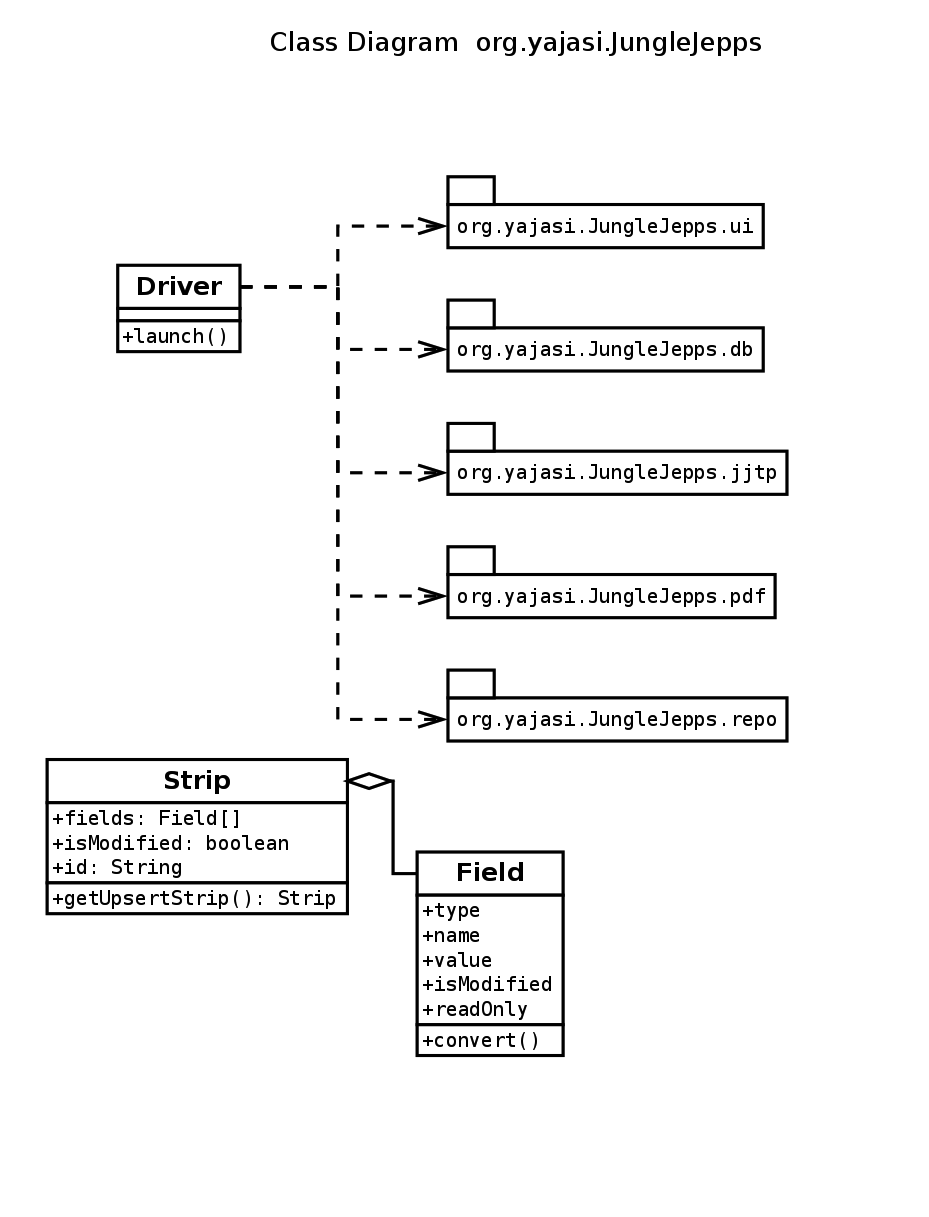 Class Diagram  org.yajasi.JungleJepps
org.yajasi.JungleJepps.ui
Driver
+launch()
org.yajasi.JungleJepps.db
org.yajasi.JungleJepps.jjtp
org.yajasi.JungleJepps.pdf
org.yajasi.JungleJepps.repo
Strip
+fields: Field[]
+isModified: boolean
+id: String
+getUpsertStrip(): Strip
Field
+type
+name
+value
+isModified
+readOnly
+convert()